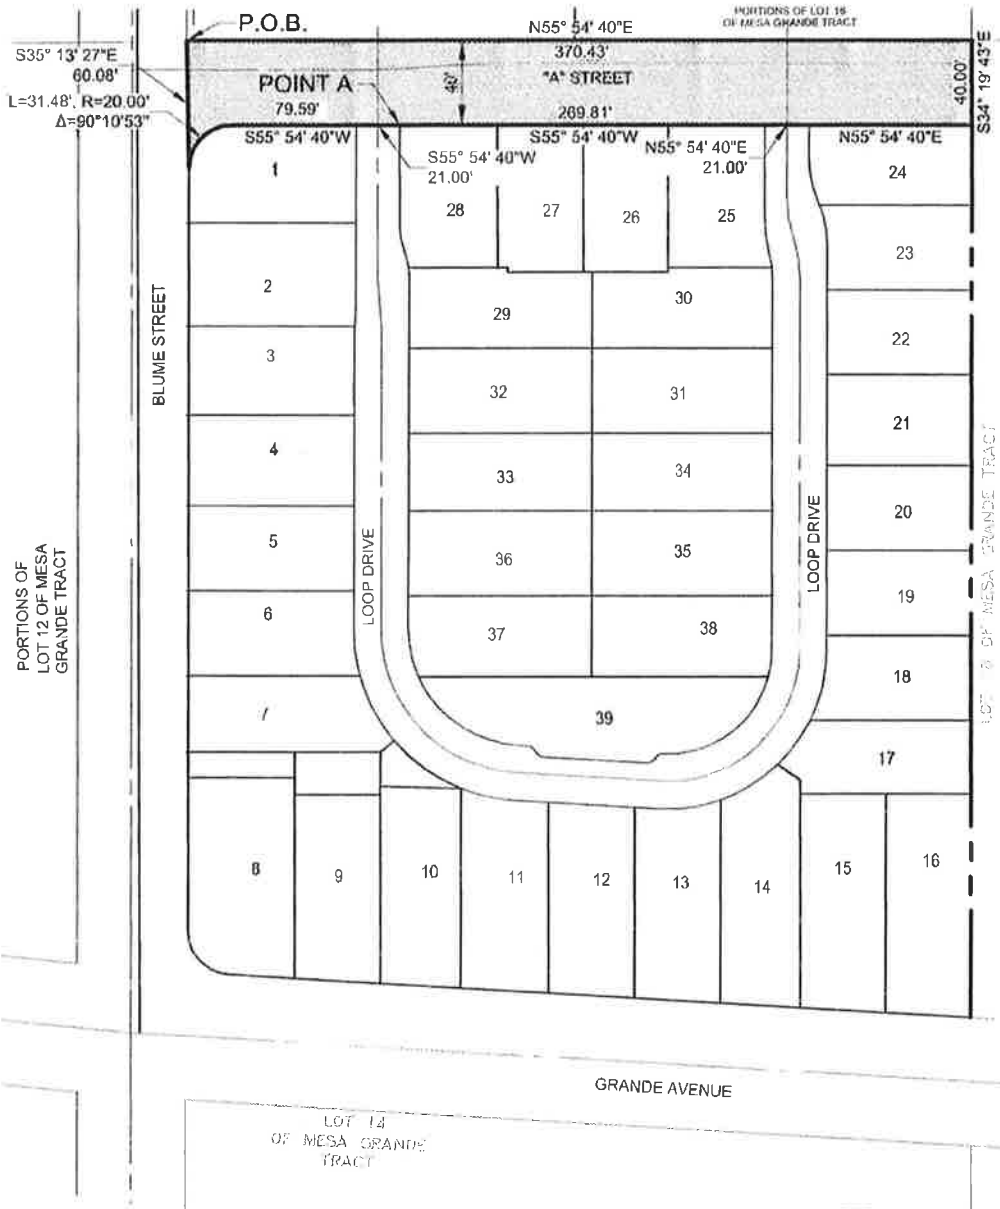 PORTIONS OF LOT 16
OF MESA GRANDE TRACT
P.O.B.
N55° 54' 40"E
370.43'
S35° 13' 27"E
60.08'
"A" STREET
POINT A
40'
40.00'
S34° 19' 43"E
L=31.48', R=20.00'
Δ=90°10'53"
79.59'
269.81'
S55° 54' 40"W
S55° 54' 40"W
N55° 54' 40"E
S55° 54' 40"W
21.00'
N55° 54' 40"E
21.00'
1
28
27
26
25
24
23
2
29
30
22
BLUME STREET
3
32
31
21
4
33
34
20
5
36
35
19
LOOP DRIVE
LOOP DRIVE
PORTIONS OF
LOT 12 OF MESA
GRANDE TRACT
6
37
38
18
OF MESA GRANDE TRACT
7
39
17
8
9
10
11
12
13
14
15
16
GRANDE AVENUE
LOT 14
OF MESA GRANDE
TRACT